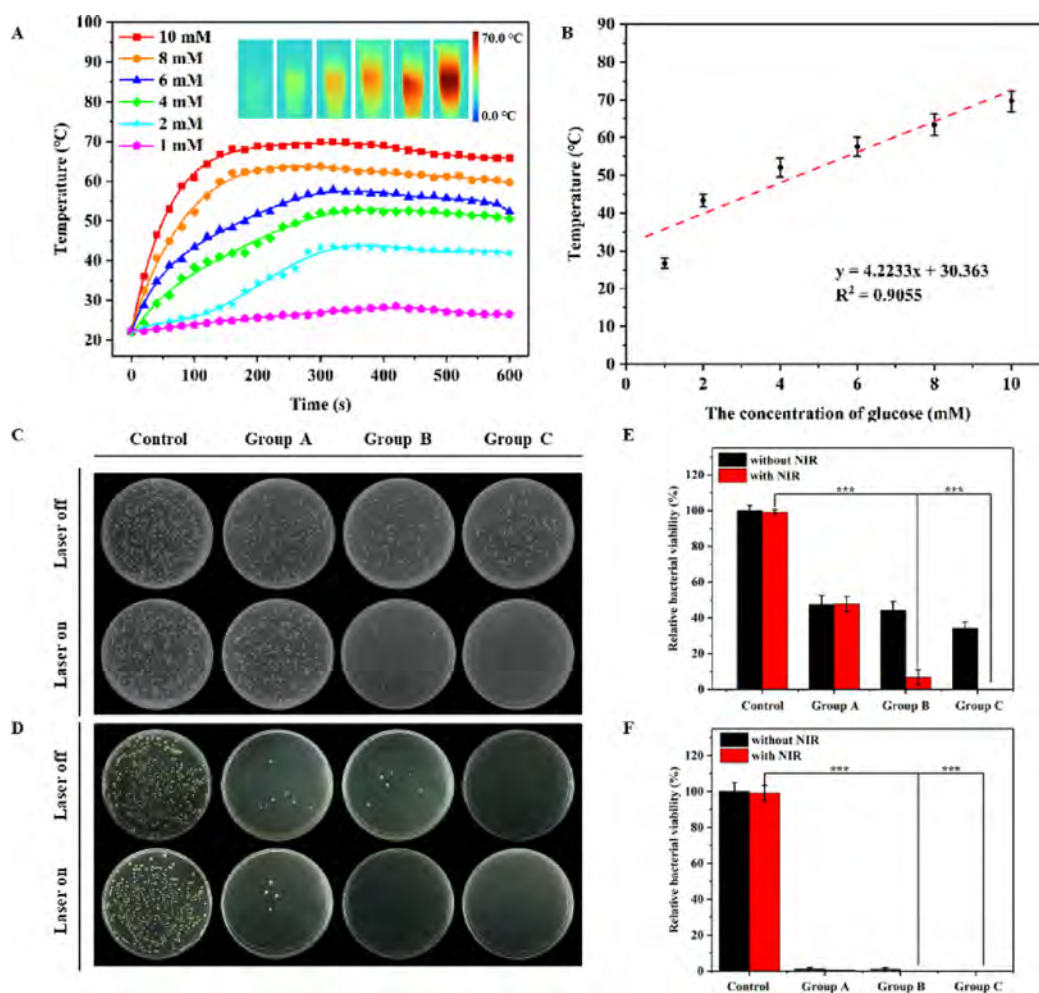 A
100
90
80
70
60
50
40
30
20
Temperature (°C)
10 mM
8 mM
6 mM
4 mM
2 mM
1 mM
70.0 °C
0.0 °C
0
100
200
300
400
500
600
Time (s)
B
90
80
70
60
50
40
30
20
10
0
Temperature (°C)
y = 4.2233x + 30.363
R² = 0.9055
0
2
4
6
8
10
The concentration of glucose (mM)
C
Control
Group A
Group B
Group C
Laser off
Laser on
D
Laser off
Laser on
E
without NIR
with NIR
***
***
120
100
80
60
40
20
0
Relative bacterial viability (%)
Control
Group A
Group B
Group C
F
without NIR
with NIR
***
***
120
100
80
60
40
20
0
Relative bacterial viability (%)
Control
Group A
Group B
Group C